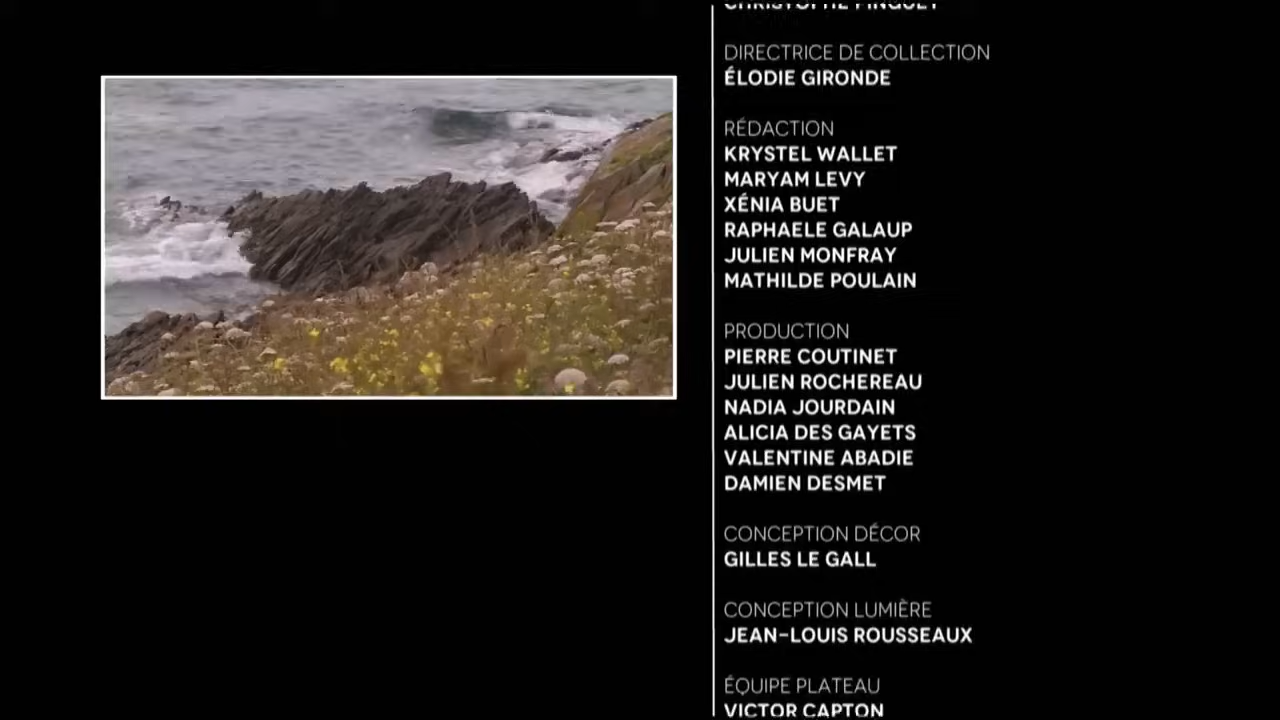 DIRECTRICE DE COLLECTION
ÉLODIE GIRONDE
RÉDACTION
KRYSTEL WALLET
MARYAM LEVY
XÉNIA BUET
RAPHAELE GALAUP
JULIEN MONFRAY
MATHILDE POULAIN
PRODUCTION
PIERRE COUTINET
JULIEN ROCHEREAU
NADIA JOURDAIN
ALICIA DES GAYETS
VALENTINE ABADIE
DAMIEN DESMET
CONCEPTION DÉCOR
GILLES LE GALL
CONCEPTION LUMIÈRE
JEAN-LOUIS ROUSSEAUX
ÉQUIPE PLATEAU
VICTOR CAPTON